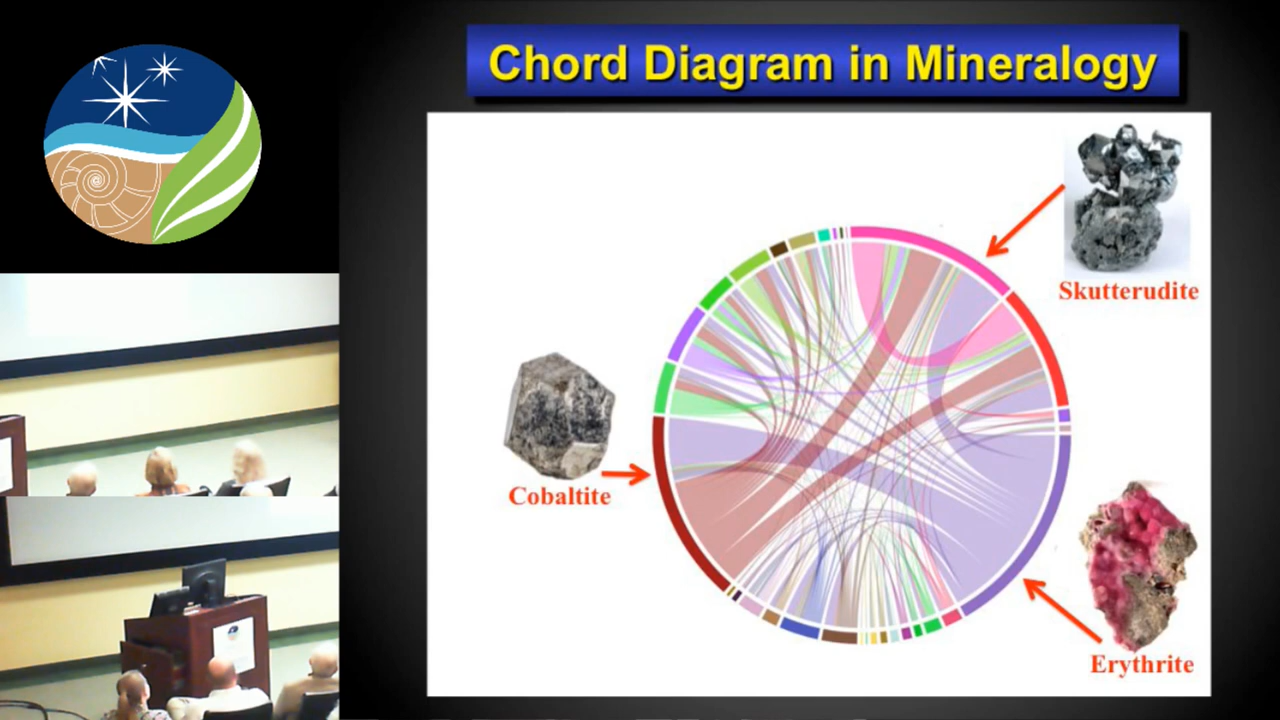 Chord Diagram in Mineralogy
Skutterudite
Cobaltite
Erythrite